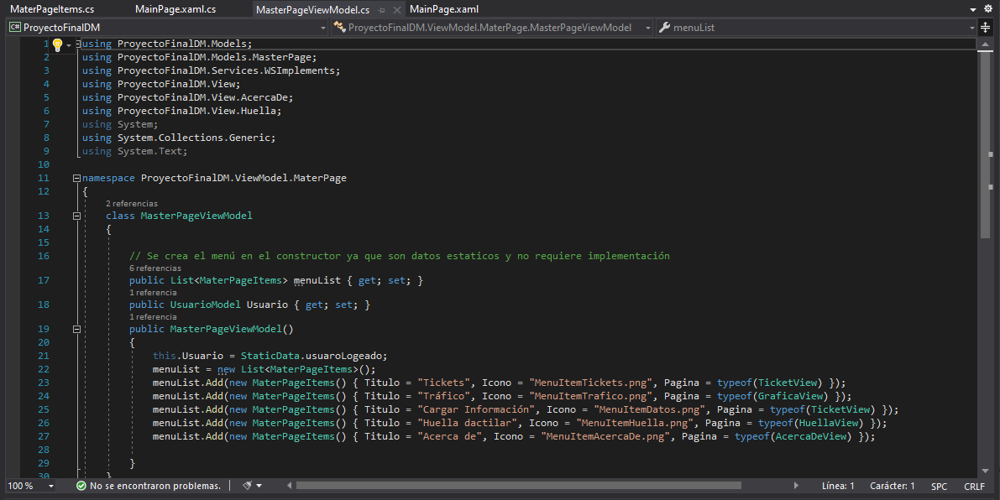 MaterPageItems.cs MainPage.xaml.cs MasterPageViewModel.cs MainPage.xaml
C# ProyectoFinalDM ProyectoFinalDM.ViewModel.MaterPage.MasterPageViewModel menuList
1 using ProyectoFinalDM.Models;
2 using ProyectoFinalDM.Models.MasterPage;
3 using ProyectoFinalDM.Services.WSImplements;
4 using ProyectoFinalDM.View;
5 using ProyectoFinalDM.View.AcercaDe;
6 using ProyectoFinalDM.View.Huella;
7 using System;
8 using System.Collections.Generic;
9 using System.Text;
10
11 namespace ProyectoFinalDM.ViewModel.MaterPage
12 {
2 referencias
13 class MasterPageViewModel
14 {
15
16 // Se crea el menú en el constructor ya que son datos estaticos y no requiere implementación
6 referencias
17 public List<MaterPageItems> menuList { get; set; }
1 referencia
18 public UsuarioModel Usuario { get; set; }
1 referencia
19 public MasterPageViewModel()
20 {
21 this.Usuario = StaticData.usuaroLogeado;
22 menuList = new List<MaterPageItems>();
23 menuList.Add(new MaterPageItems() { Titulo = "Tickets", Icono = "MenuItemTickets.png", Pagina = typeof(TicketView) });
24 menuList.Add(new MaterPageItems() { Titulo = "Tráfico", Icono = "MenuItemTrafico.png", Pagina = typeof(GraficaView) });
25 menuList.Add(new MaterPageItems() { Titulo = "Cargar Información", Icono = "MenuItemDatos.png", Pagina = typeof(TicketView) });
26 menuList.Add(new MaterPageItems() { Titulo = "Huella dactilar", Icono = "MenuItemHuella.png", Pagina = typeof(HuellaView) });
27 menuList.Add(new MaterPageItems() { Titulo = "Acerca de", Icono = "MenuItemAcercaDe.png", Pagina = typeof(AcercaDeView) });
28
29 }
30 }
100 % No se encontraron problemas. Línea: 1 Carácter: 1 SPC CRLF